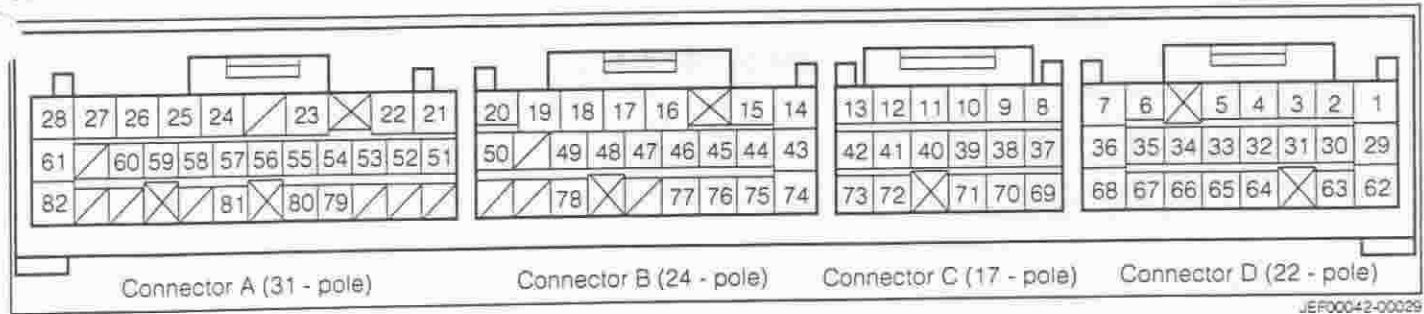 28 27 26 25 24 23 22 21 20 19 18 17 16 15 14 13 12 11 10 9 8 7 6 5 4 3 2 1
61 60 59 58 57 56 55 54 53 52 51 50 49 48 47 46 45 44 43 42 41 40 39 38 37 36 35 34 33 32 31 30 29
82 81 80 79 78 77 76 75 74 73 72 71 70 69 68 67 66 65 64 63 62
Connector A (31 - pole) Connector B (24 - pole) Connector C (17 - pole) Connector D (22 - pole)
JEF00042-00029